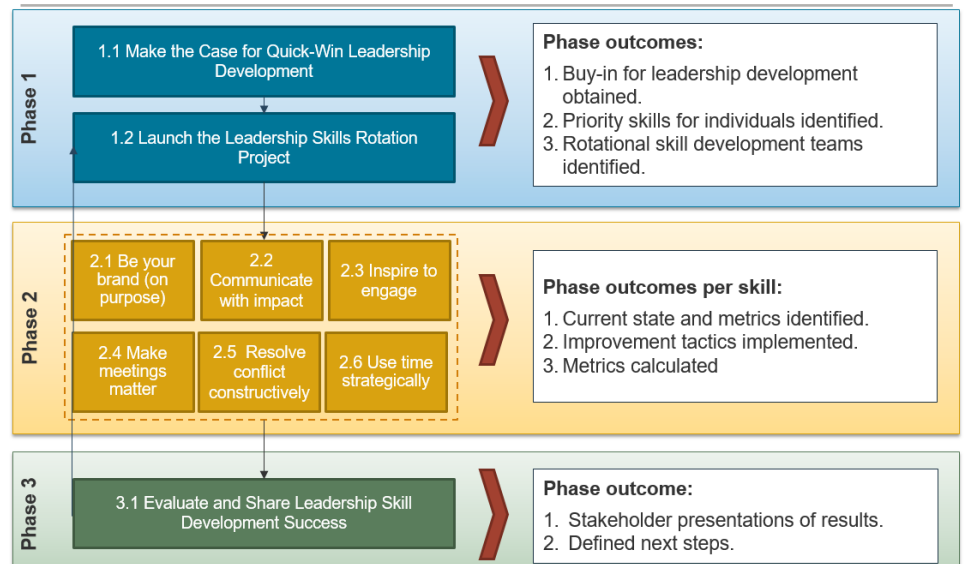 Phase 1
1.1 Make the Case for Quick-Win Leadership
Development
1.2 Launch the Leadership Skills Rotation
Project
Phase outcomes:
1. Buy-in for leadership development
obtained.
2. Priority skills for individuals identified.
3. Rotational skill development teams
identified.
Phase 2
2.1 Be your
brand (on
purpose)
2.2
Communicate
with impact
2.3 Inspire to
engage
2.4 Make
meetings
matter
2.5 Resolve
conflict
constructively
2.6 Use time
strategically
Phase outcomes per skill:
1. Current state and metrics identified.
2. Improvement tactics implemented.
3. Metrics calculated
Phase 3
3.1 Evaluate and Share Leadership Skill
Development Success
Phase outcome:
1. Stakeholder presentations of results.
2. Defined next steps.